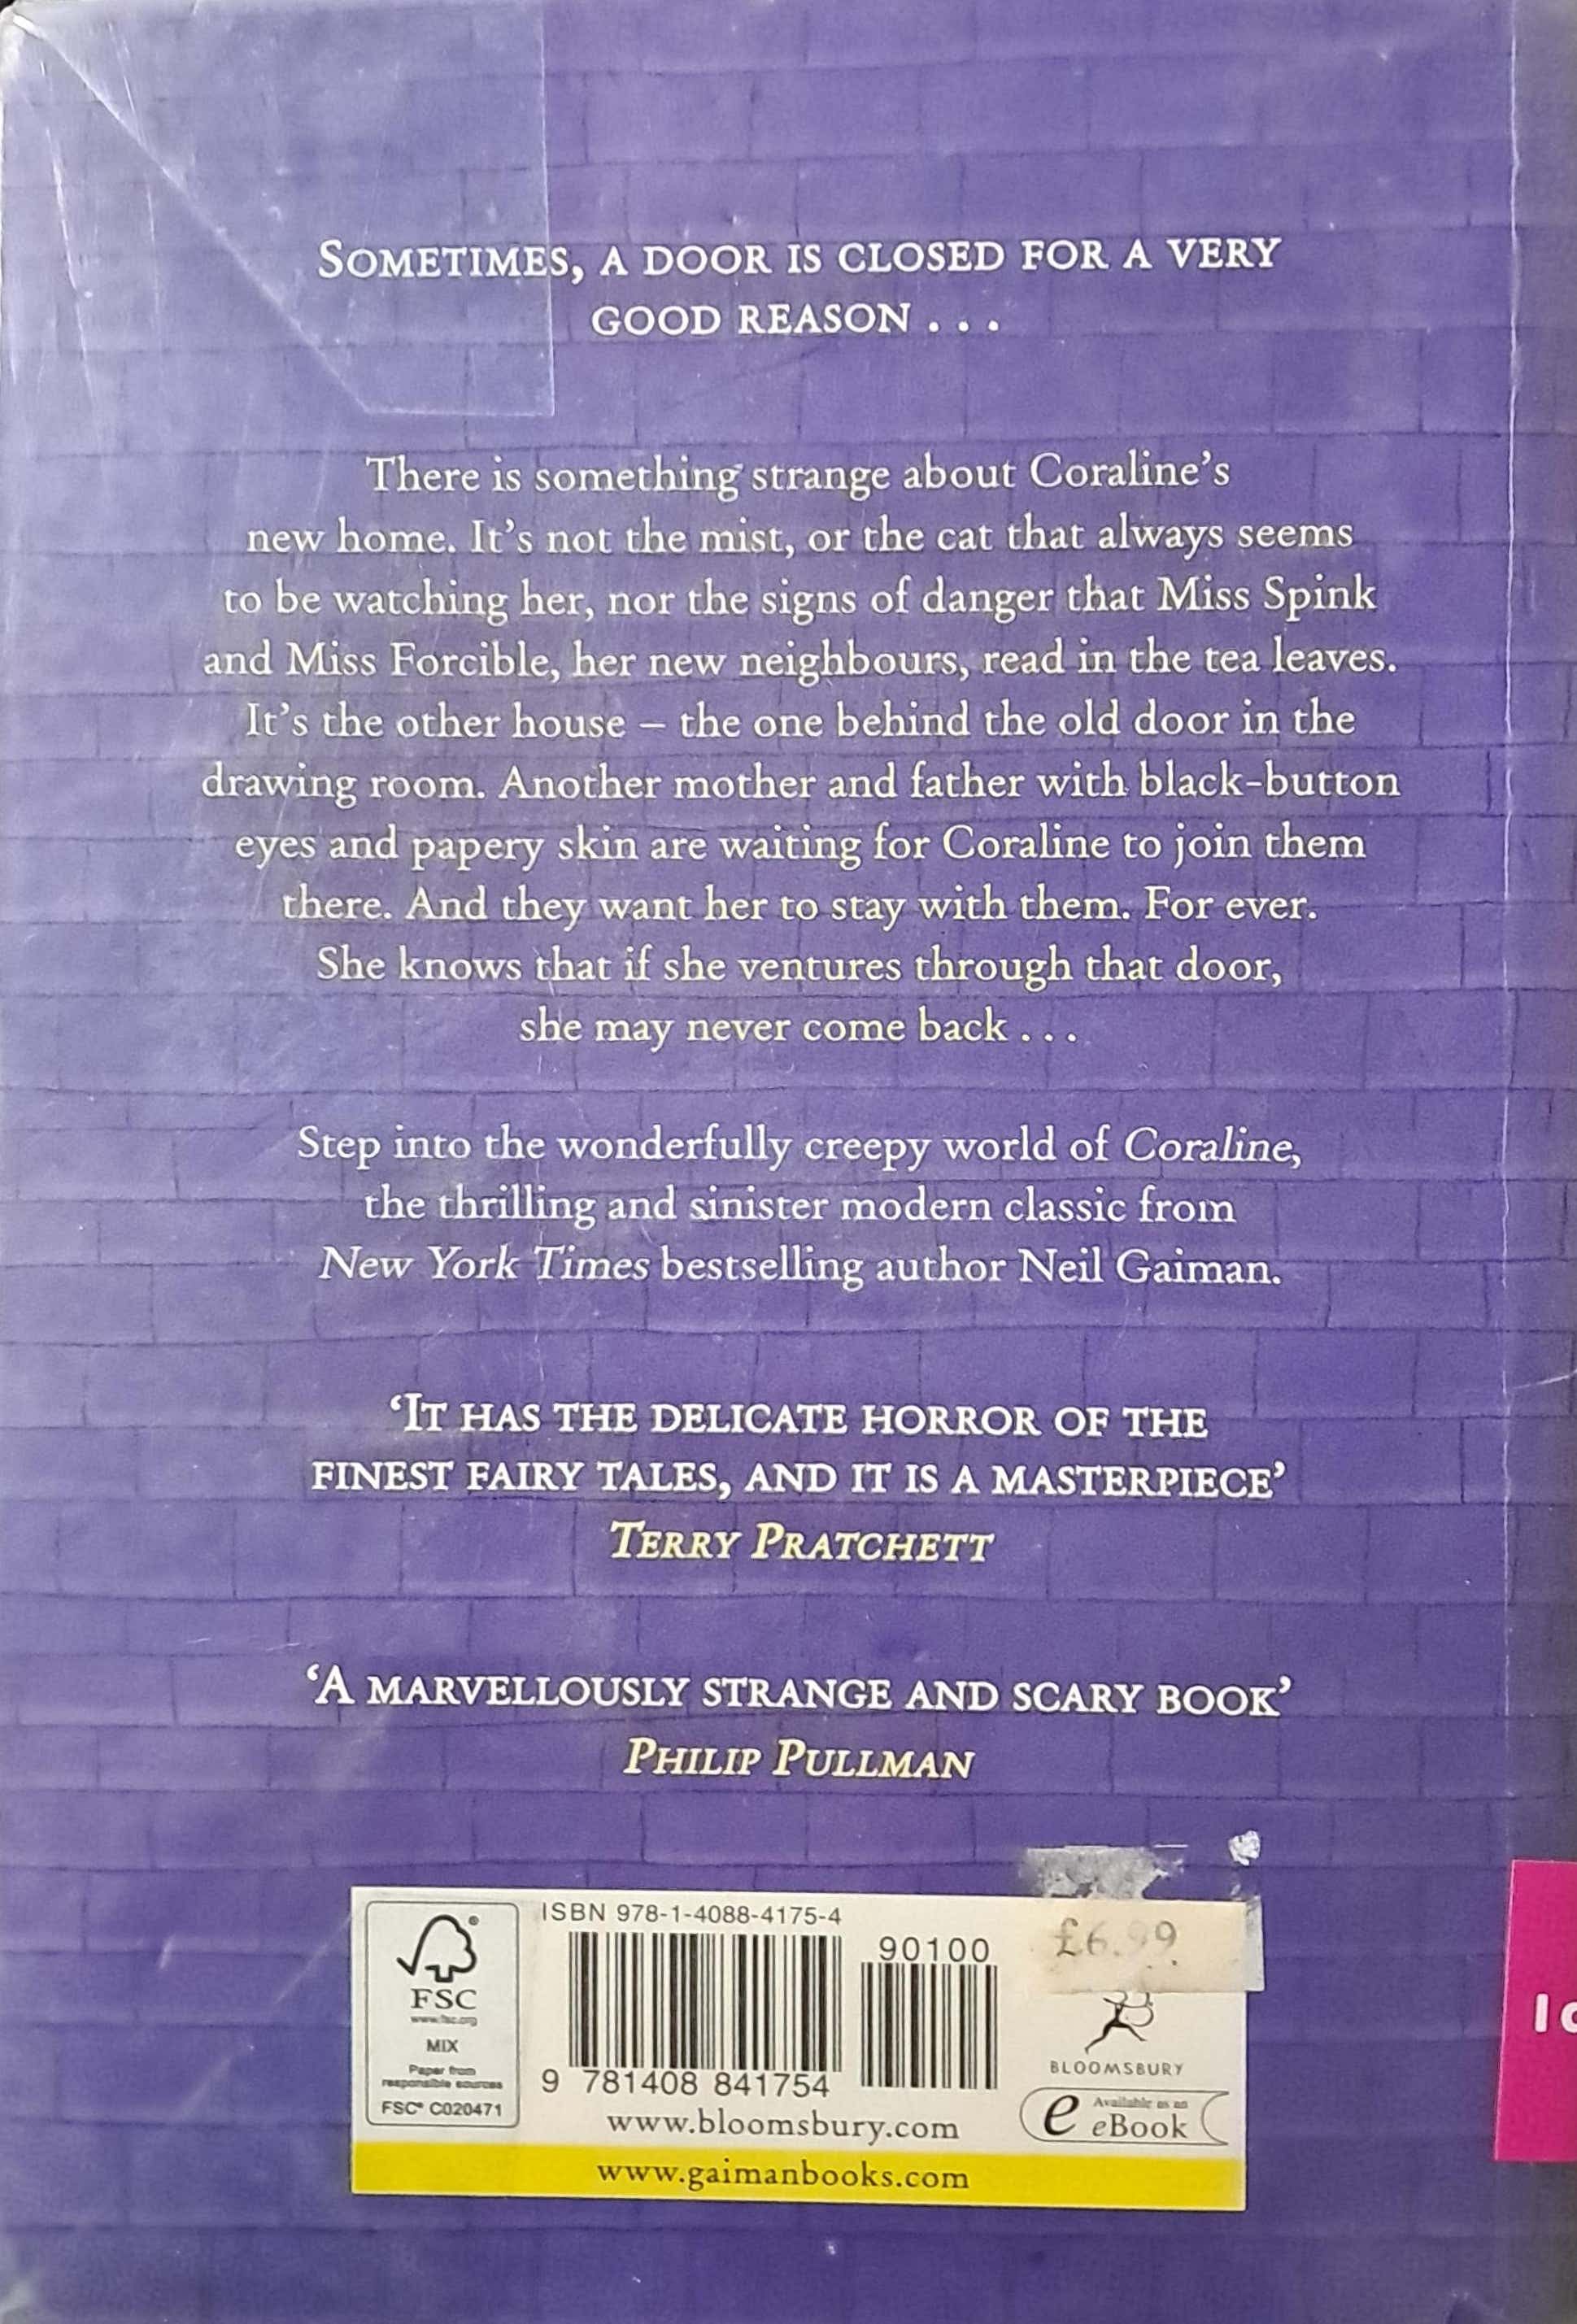 SOMETIMES, A DOOR IS CLOSED FOR A VERY
GOOD REASON . . .
There is something strange about Coraline’s
new home. It’s not the mist, or the cat that always seems
to be watching her, nor the signs of danger that Miss Spink
and Miss Forcible, her new neighbours, read in the tea leaves.
It’s the other house – the one behind the old door in the
drawing room. Another mother and father with black-button
eyes and papery skin are waiting for Coraline to join them
there. And they want her to stay with them. For ever.
She knows that if she ventures through that door,
she may never come back . . .
Step into the wonderfully creepy world of Coraline,
the thrilling and sinister modern classic from
New York Times bestselling author Neil Gaiman.
‘IT HAS THE DELICATE HORROR OF THE
FINEST FAIRY TALES, AND IT IS A MASTERPIECE’
TERRY PRATCHETT
‘A MARVELLOUSLY STRANGE AND SCARY BOOK’
PHILIP PULLMAN
FSC
www.fsc.org
MIX
Paper from
responsible sources
FSC® C020471
ISBN 978-1-4088-4175-4
90100
9 781408 841754
www.bloomsbury.com
£6.99
BLOOMSBURY
e Available as an
eBook
www.gaimanbooks.com